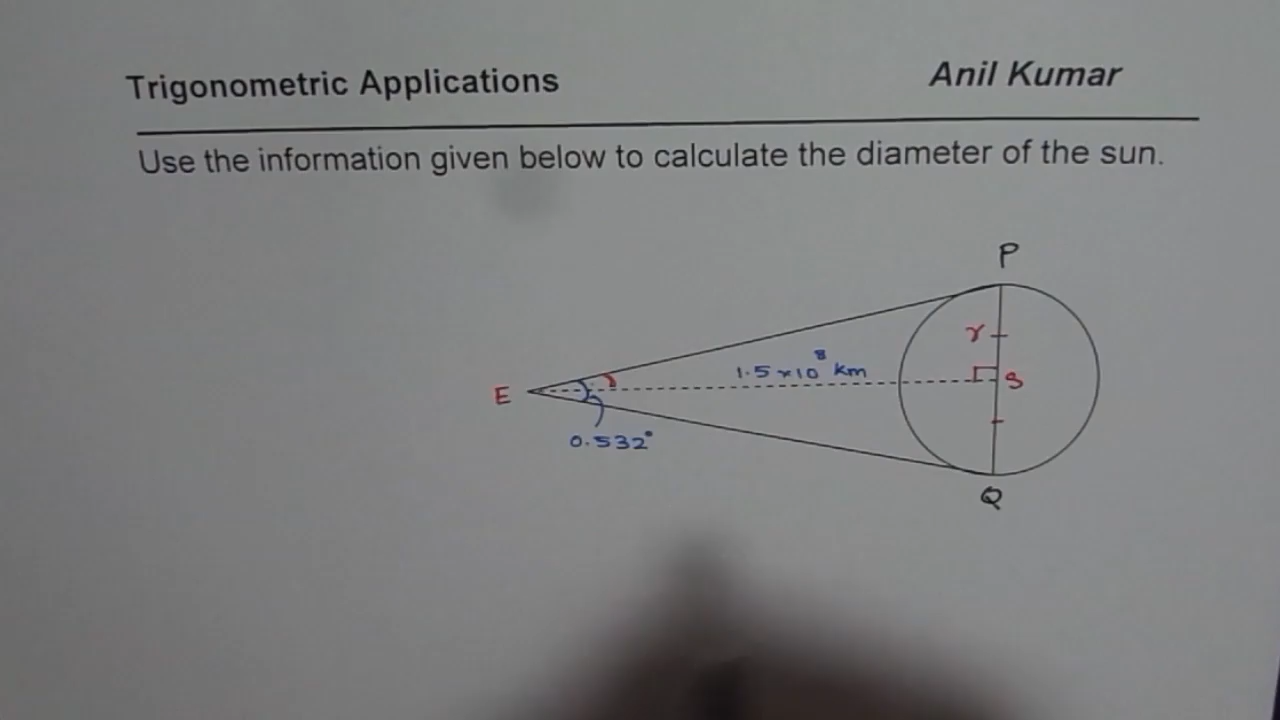 Trigonometric Applications Anil Kumar
Use the information given below to calculate the diameter of the sun.
P
r
1.5×10⁸ km
E
S
0.532°
Q